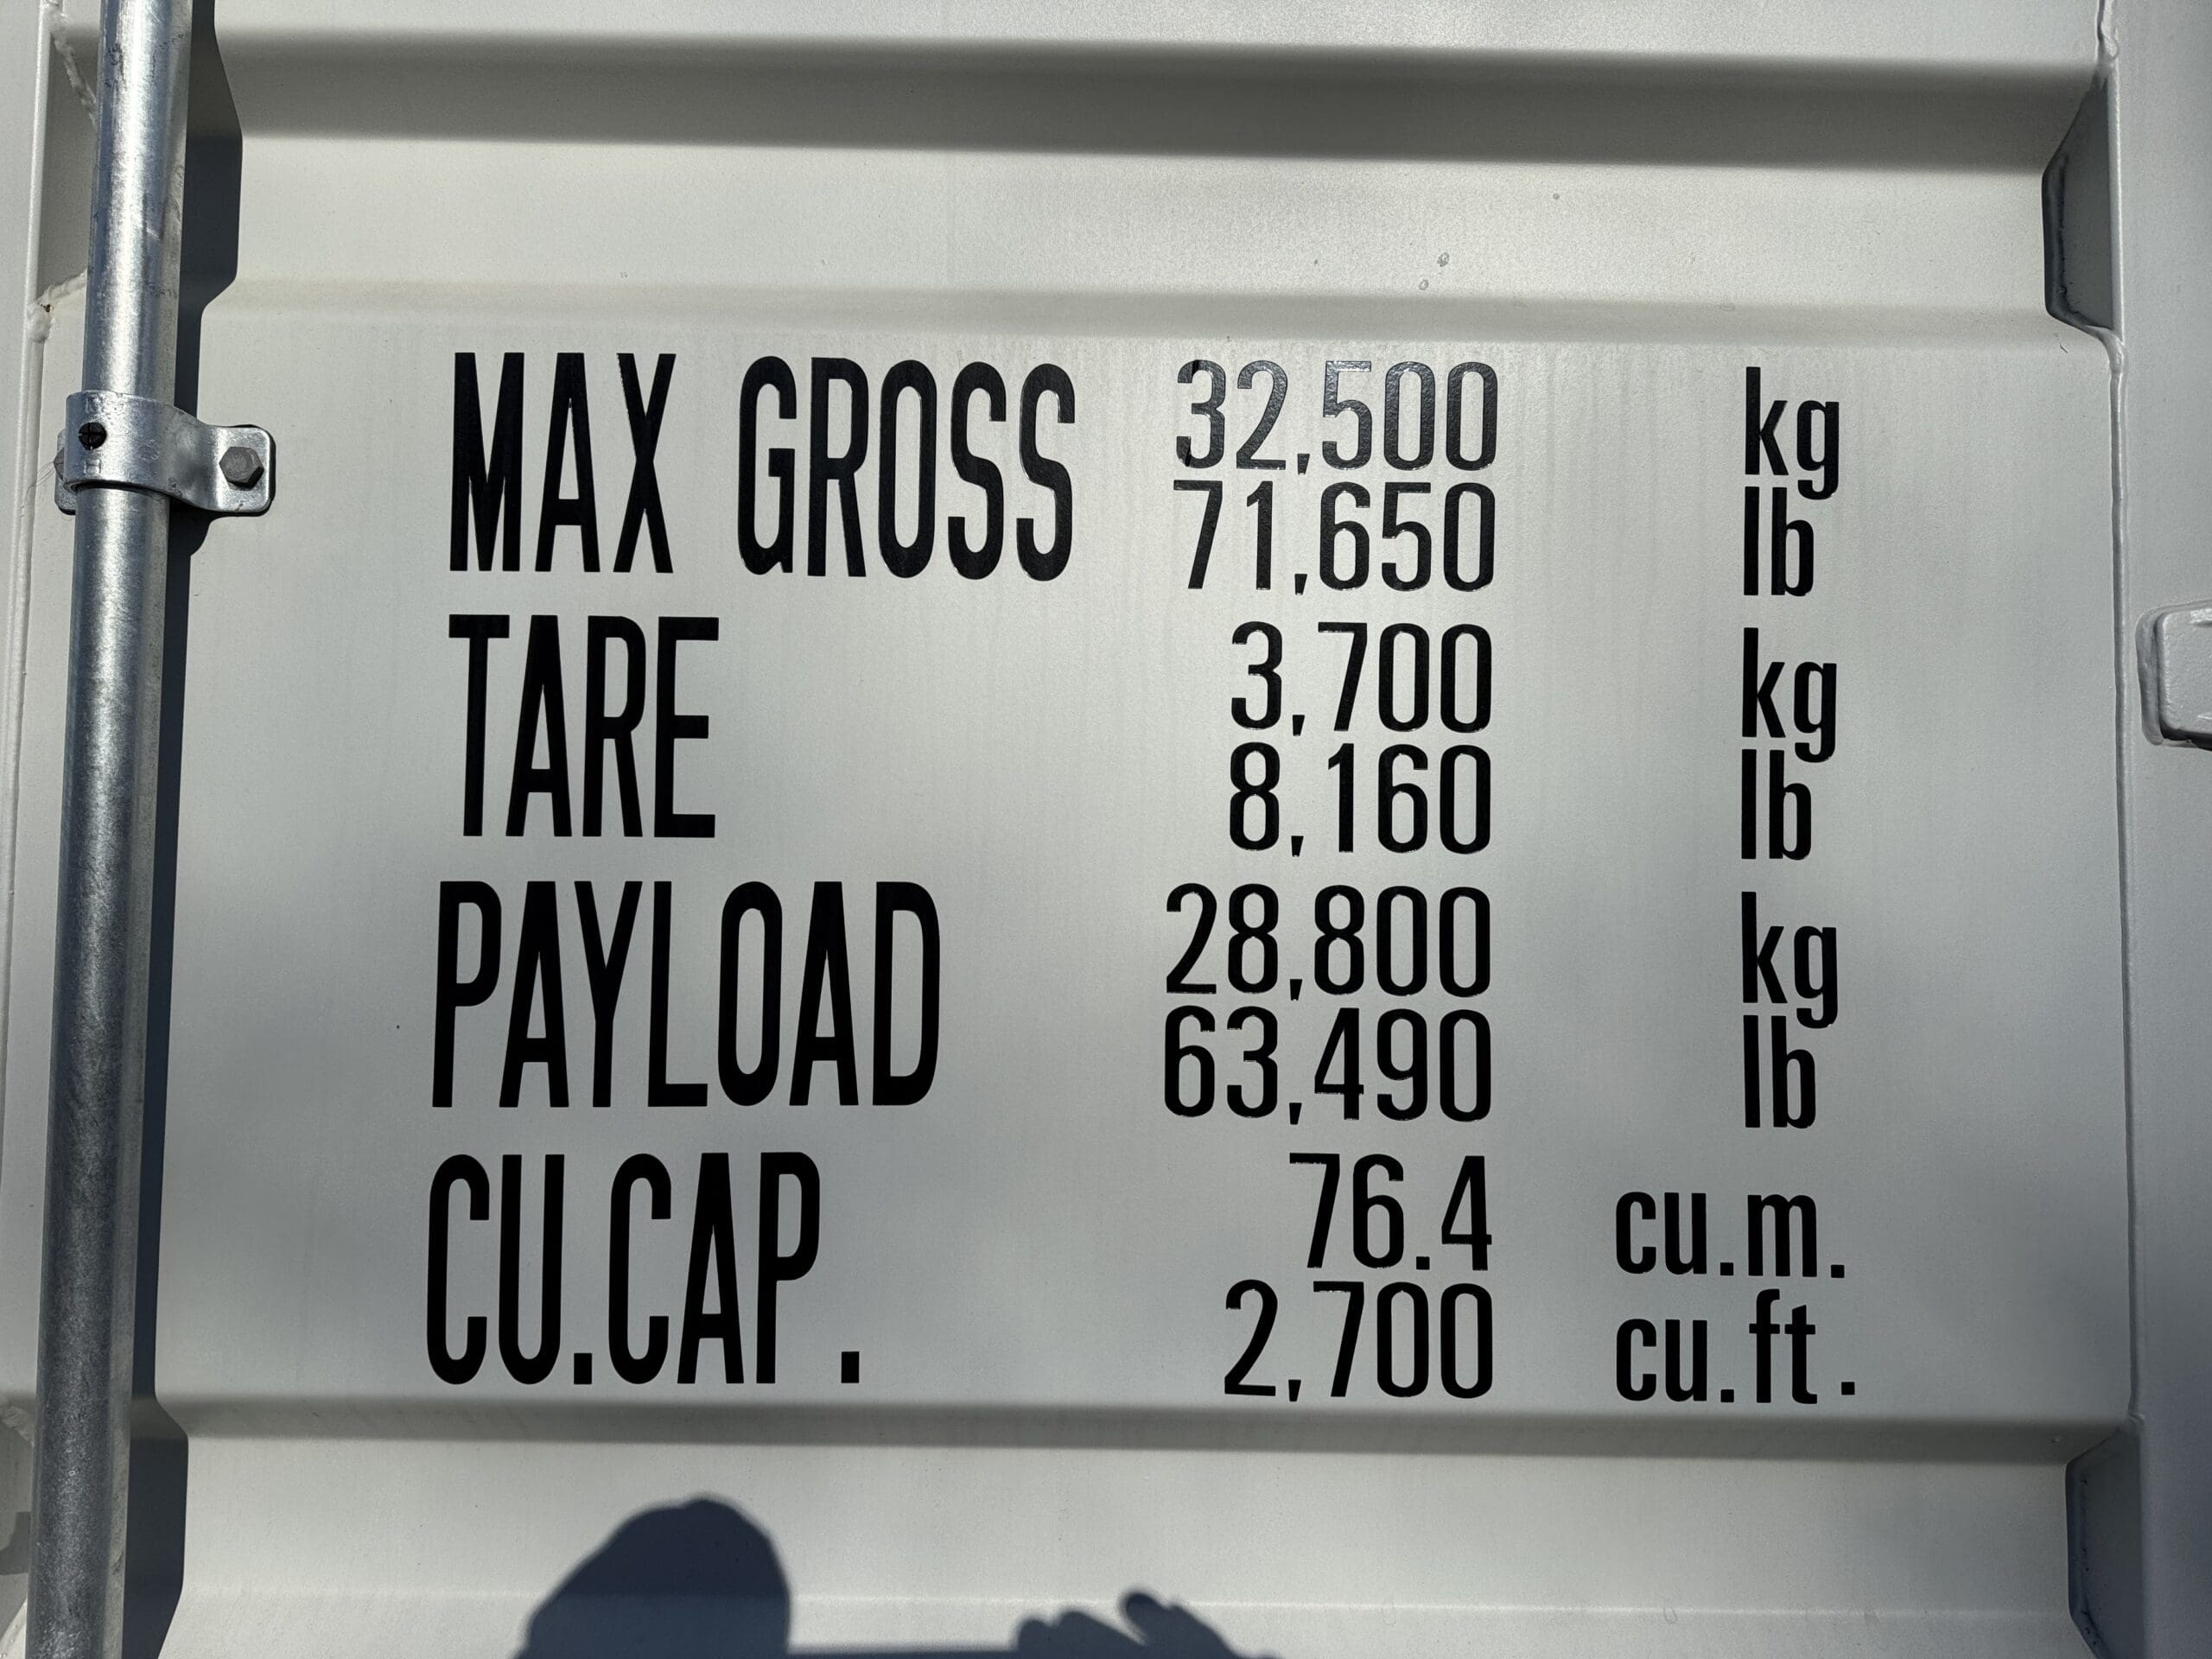 MAX GROSS 32,500 kg
71,650 lb
TARE 3,700 kg
8,160 lb
PAYLOAD 28,800 kg
63,490 lb
CU.CAP. 76.4 cu.m.
2,700 cu.ft.